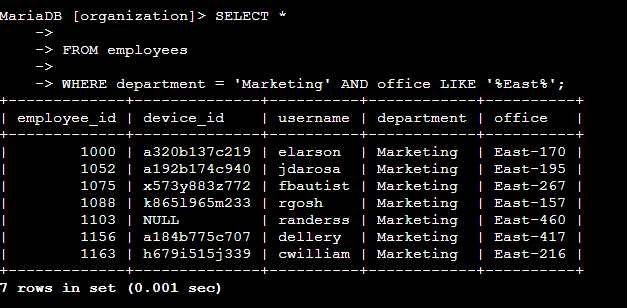 MariaDB [organization]> SELECT *
    ->
    -> FROM employees
    ->
    -> WHERE department = 'Marketing' AND office LIKE '%East%';
+-------------+--------------+----------+------------+----------+
| employee_id | device_id    | username | department | office   |
+-------------+--------------+----------+------------+----------+
|        1000 | a320b137c219 | elarson  | Marketing  | East-170 |
|        1052 | a192b174c940 | jdarosa  | Marketing  | East-195 |
|        1075 | x573y883z772 | fbautist | Marketing  | East-267 |
|        1088 | k865l965m233 | rgosh    | Marketing  | East-157 |
|        1103 | NULL         | randerss | Marketing  | East-460 |
|        1156 | a184b775c707 | dellery  | Marketing  | East-417 |
|        1163 | h679i515j339 | cwilliam | Marketing  | East-216 |
+-------------+--------------+----------+------------+----------+
7 rows in set (0.001 sec)